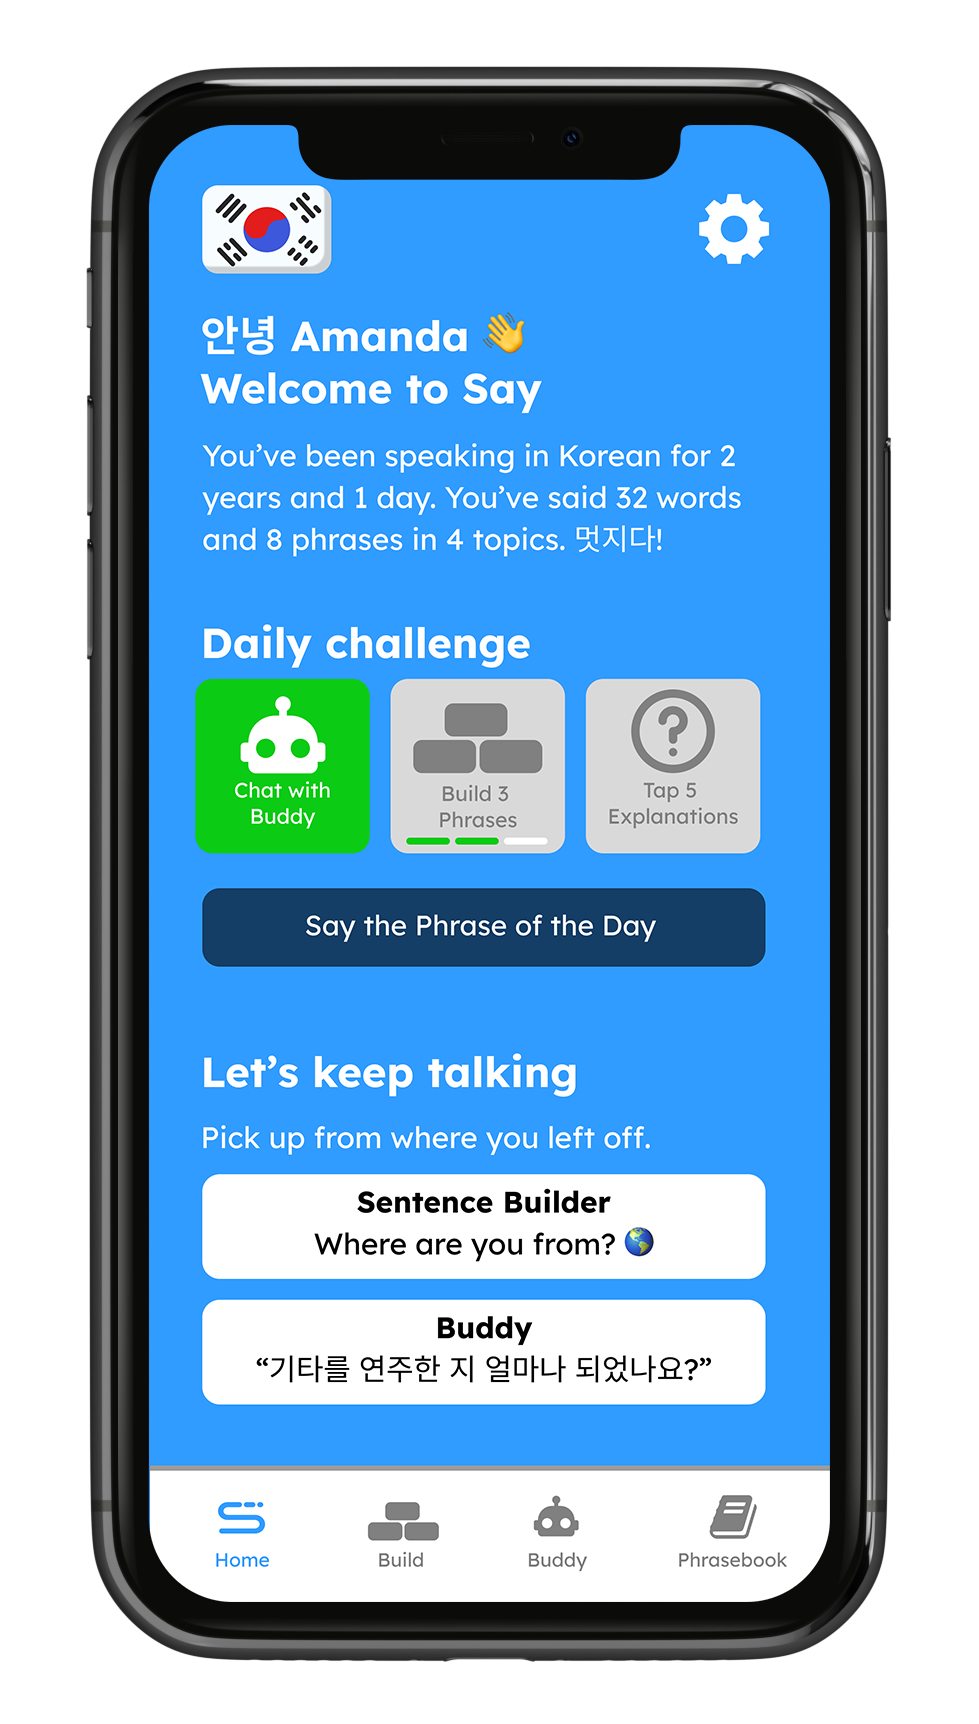 안녕 Amanda 👋
Welcome to Say
You’ve been speaking in Korean for 2
years and 1 day. You’ve said 32 words
and 8 phrases in 4 topics. 멋지다!
Daily challenge
Chat with
Buddy
Build 3
Phrases
Tap 5
Explanations
Say the Phrase of the Day
Let’s keep talking
Pick up from where you left off.
Sentence Builder
Where are you from? 🌎
Buddy
“기타를 연주한 지 얼마나 되었나요?”
Home
Build
Buddy
Phrasebook